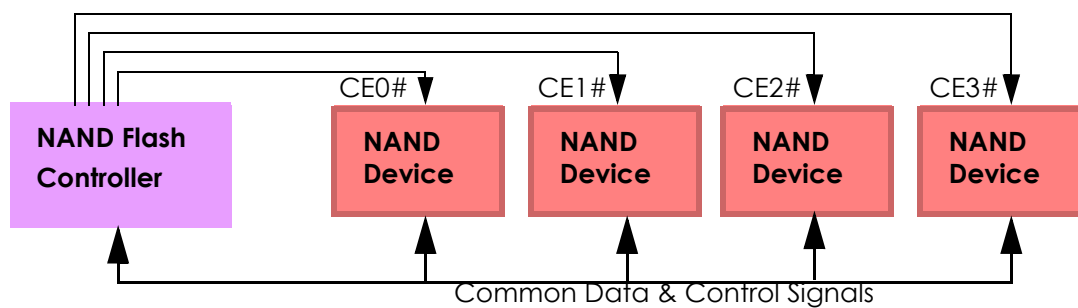 CE0#
CE1#
CE2#
CE3#
NAND Flash
Controller
NAND
Device
NAND
Device
NAND
Device
NAND
Device
Common Data & Control Signals